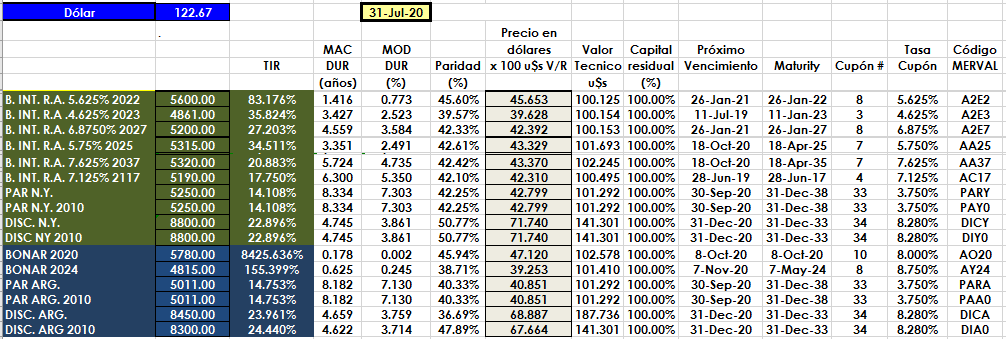 Dólar 122.67 31-Jul-20
.
Precio en
MAC MOD dólares Valor Capital Próximo Tasa Código
TIR DUR DUR Paridad x 100 u$s V/R Tecnico residual Vencimiento Maturity Cupón # Cupón MERVAL
(años) (%) (%) u$s (%)
B. INT. R.A. 5.625% 2022 5600.00 83.176% 1.416 0.773 45.60% 45.653 100.125 100.00% 26-Jan-21 26-Jan-22 8 5.625% A2E2
B. INT. R.A .4.625% 2023 4861.00 35.824% 3.427 2.523 39.57% 39.628 100.154 100.00% 11-Jul-19 11-Jan-23 3 4.625% A2E3
B. INT. R.A. 6.8750% 2027 5200.00 27.203% 4.559 3.584 42.33% 42.392 100.153 100.00% 26-Jan-21 26-Jan-27 8 6.875% A2E7
B. INT. R.A. 5.75% 2025 5315.00 34.511% 3.351 2.491 42.61% 43.329 101.693 100.00% 18-Oct-20 18-Apr-25 7 5.750% AA25
B. INT. R.A. 7.625% 2037 5320.00 20.883% 5.724 4.735 42.42% 43.370 102.245 100.00% 18-Oct-20 18-Apr-35 7 7.625% AA37
B. INT. R.A. 7.125% 2117 5190.00 17.750% 6.300 5.350 42.10% 42.310 100.495 100.00% 28-Jun-19 28-Jun-17 4 7.125% AC17
PAR N.Y. 5250.00 14.108% 8.334 7.303 42.25% 42.799 101.292 100.00% 30-Sep-20 31-Dec-38 33 3.750% PARY
PAR N.Y. 2010 5250.00 14.108% 8.334 7.303 42.25% 42.799 101.292 100.00% 30-Sep-20 31-Dec-38 33 3.750% PAY0
DISC. N.Y. 8800.00 22.896% 4.745 3.861 50.77% 71.740 141.301 100.00% 31-Dec-20 31-Dec-33 34 8.280% DICY
DISC NY 2010 8800.00 22.896% 4.745 3.861 50.77% 71.740 141.301 100.00% 31-Dec-20 31-Dec-33 34 8.280% DIY0
BONAR 2020 5780.00 8425.636% 0.178 0.002 45.94% 47.120 102.578 100.00% 8-Oct-20 8-Oct-20 10 8.000% AO20
BONAR 2024 4815.00 155.399% 0.625 0.245 38.71% 39.253 101.410 100.00% 7-Nov-20 7-May-24 8 8.750% AY24
PAR ARG. 5011.00 14.753% 8.182 7.130 40.33% 40.851 101.292 100.00% 30-Sep-20 31-Dec-38 33 3.750% PARA
PAR ARG. 2010 5011.00 14.753% 8.182 7.130 40.33% 40.851 101.292 100.00% 30-Sep-20 31-Dec-38 33 3.750% PAA0
DISC. ARG. 8450.00 23.961% 4.659 3.759 36.69% 68.887 187.736 100.00% 31-Dec-20 31-Dec-33 34 8.280% DICA
DISC. ARG 2010 8300.00 24.440% 4.622 3.714 47.89% 67.664 141.301 100.00% 31-Dec-20 31-Dec-33 34 8.280% DIA0